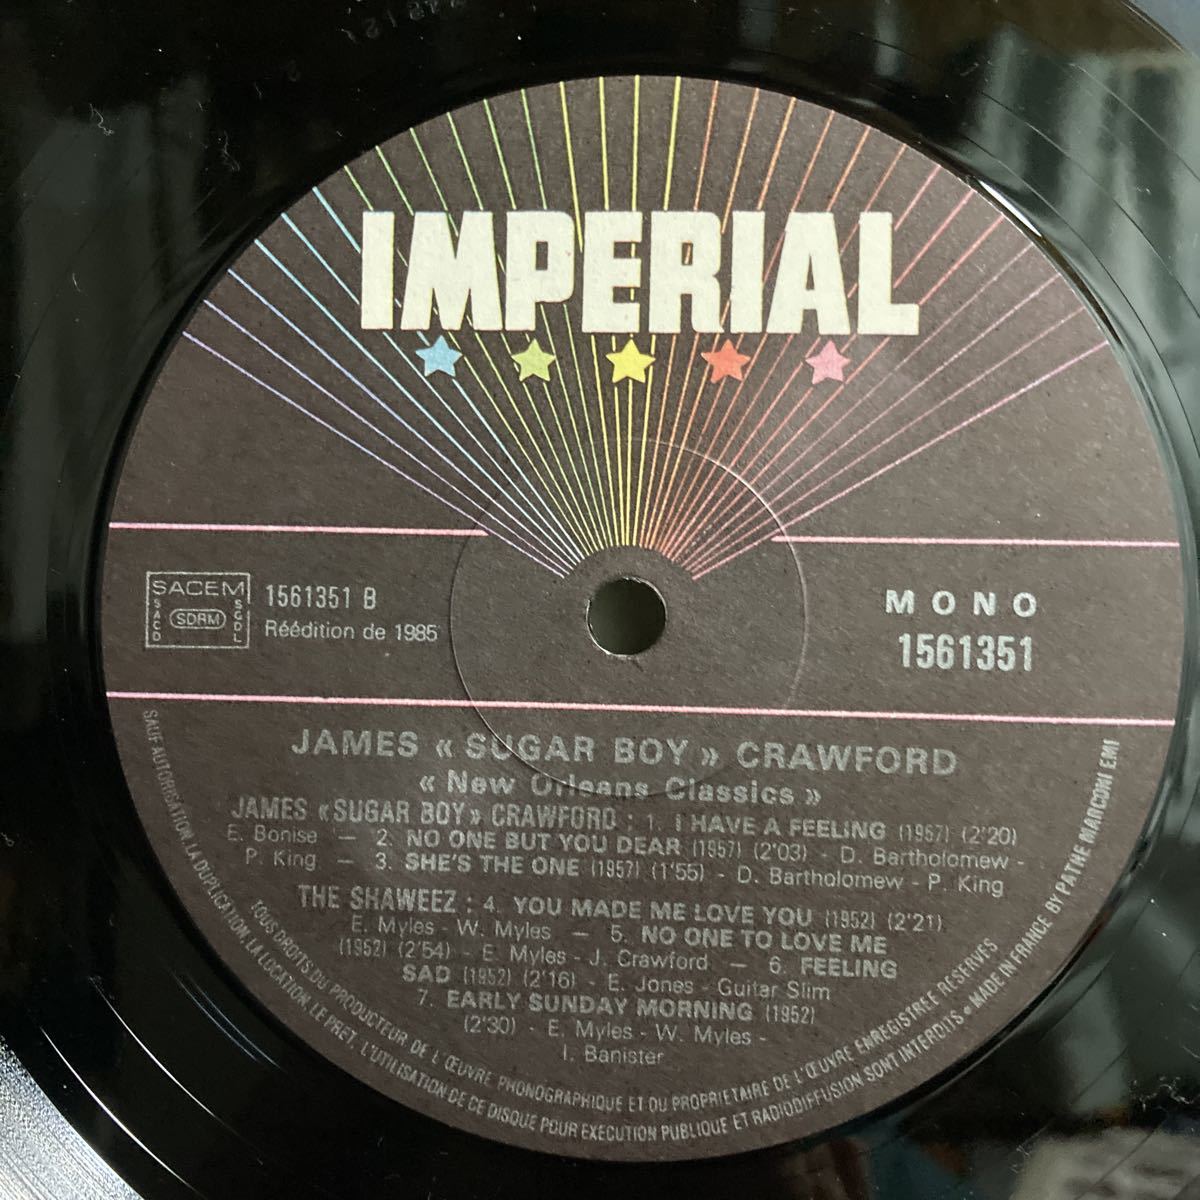 IMPERIAL
SACEM
SACD
SDRM
SGDL
1561351 B
Réédition de 1985
MONO
1561351
JAMES « SUGAR BOY » CRAWFORD
« New Orleans Classics »
JAMES «SUGAR BOY» CRAWFORD : 1. I HAVE A FEELING (1957) (2'20)
E. Bonise — 2. NO ONE BUT YOU DEAR (1957) (2'03) - D. Bartholomew -
P. King — 3. SHE'S THE ONE (1957) (1'55) - D. Bartholomew - P. King
THE SHAWEEZ : 4. YOU MADE ME LOVE YOU (1952) (2'21)
E. Myles - W. Myles — 5. NO ONE TO LOVE ME
(1952) (2'54) - E. Myles - J. Crawford — 6. FEELING
SAD (1952) (2'16) - E. Jones - Guitar Slim
7. EARLY SUNDAY MORNING (1952)
(2'30) - E. Myles - W. Myles -
I. Banister
TOUS DROITS DU PRODUCTEUR DE L'ŒUVRE PHONOGRAPHIQUE ET DU PROPRIETAIRE DE L'ŒUVRE ENREGISTREE RESERVES
SAUF AUTORISATION, LA DUPLICATION, LA LOCATION, LE PRET, L'UTILISATION DE CE DISQUE POUR EXECUTION PUBLIQUE ET RADIODIFFUSION SONT INTERDITS • MADE IN FRANCE BY PATHE MARCONI EMI